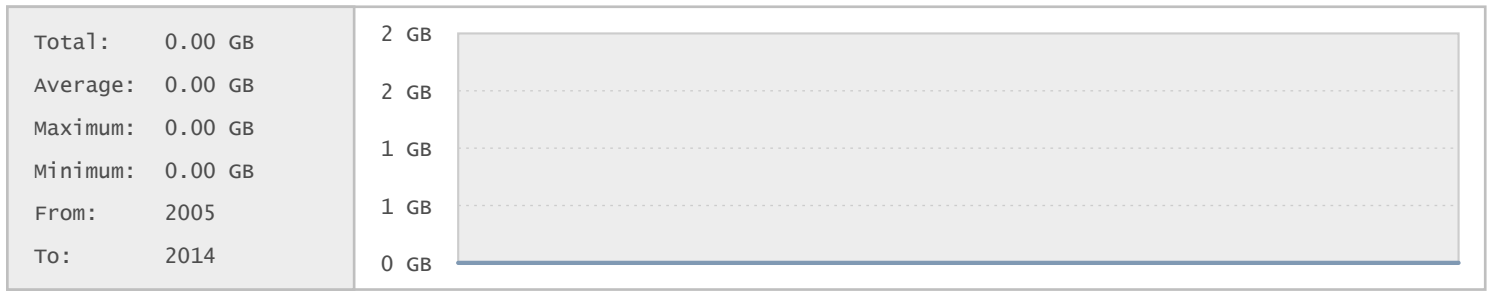 Total: 0.00 GB
Average: 0.00 GB
Maximum: 0.00 GB
Minimum: 0.00 GB
From: 2005
To: 2014
2 GB
2 GB
1 GB
1 GB
0 GB